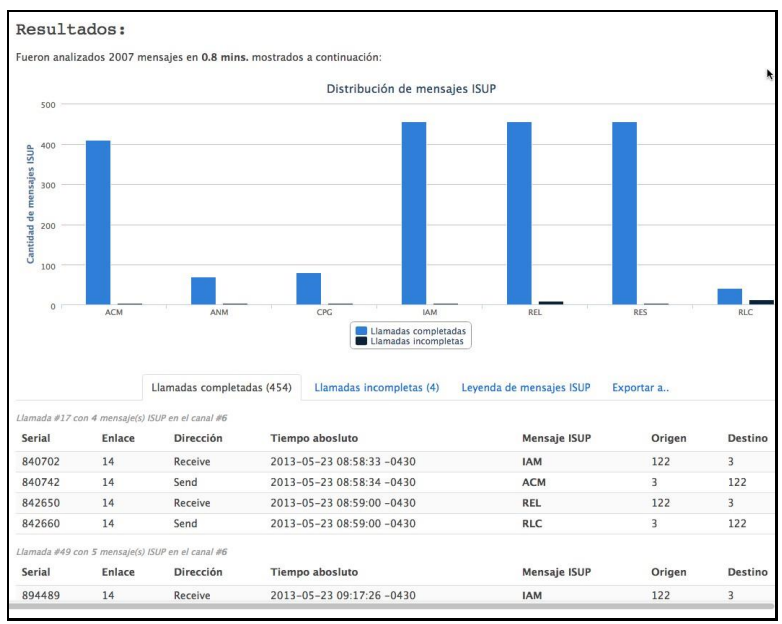 Resultados:
Fueron analizados 2007 mensajes en 0.8 mins. mostrados a continuación:
Distribución de mensajes ISUP
Cantidad de mensajes ISUP
500
400
300
200
100
0
ACM ANM CPG IAM REL RES RLC
Llamadas completadas
Llamadas incompletas
Llamadas completadas (454) Llamadas incompletas (4) Leyenda de mensajes ISUP Exportar a..
Llamada #17 con 4 mensaje(s) ISUP en el canal #6
Serial Enlace Dirección Tiempo abosluto Mensaje ISUP Origen Destino
840702 14 Receive 2013-05-23 08:58:33 -0430 IAM 122 3
840742 14 Send 2013-05-23 08:58:34 -0430 ACM 3 122
842650 14 Receive 2013-05-23 08:59:00 -0430 REL 122 3
842660 14 Send 2013-05-23 08:59:00 -0430 RLC 3 122
Llamada #49 con 5 mensaje(s) ISUP en el canal #6
Serial Enlace Dirección Tiempo abosluto Mensaje ISUP Origen Destino
894489 14 Receive 2013-05-23 09:17:26 -0430 IAM 122 3